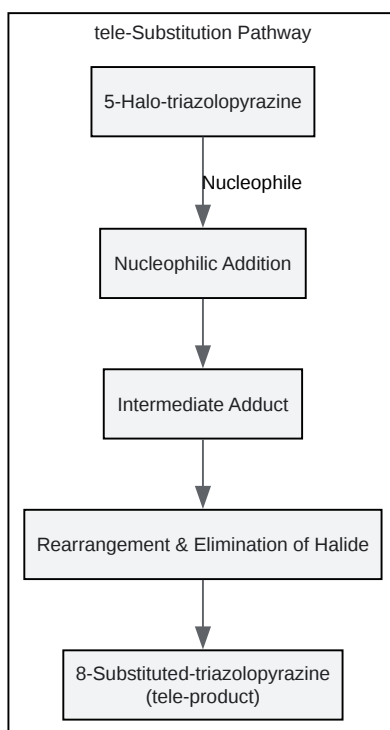 tele-Substitution Pathway
5-Halo-triazolopyrazine
Nucleophile
Nucleophilic Addition
Intermediate Adduct
Rearrangement & Elimination of Halide
8-Substituted-triazolopyrazine
(tele-product)